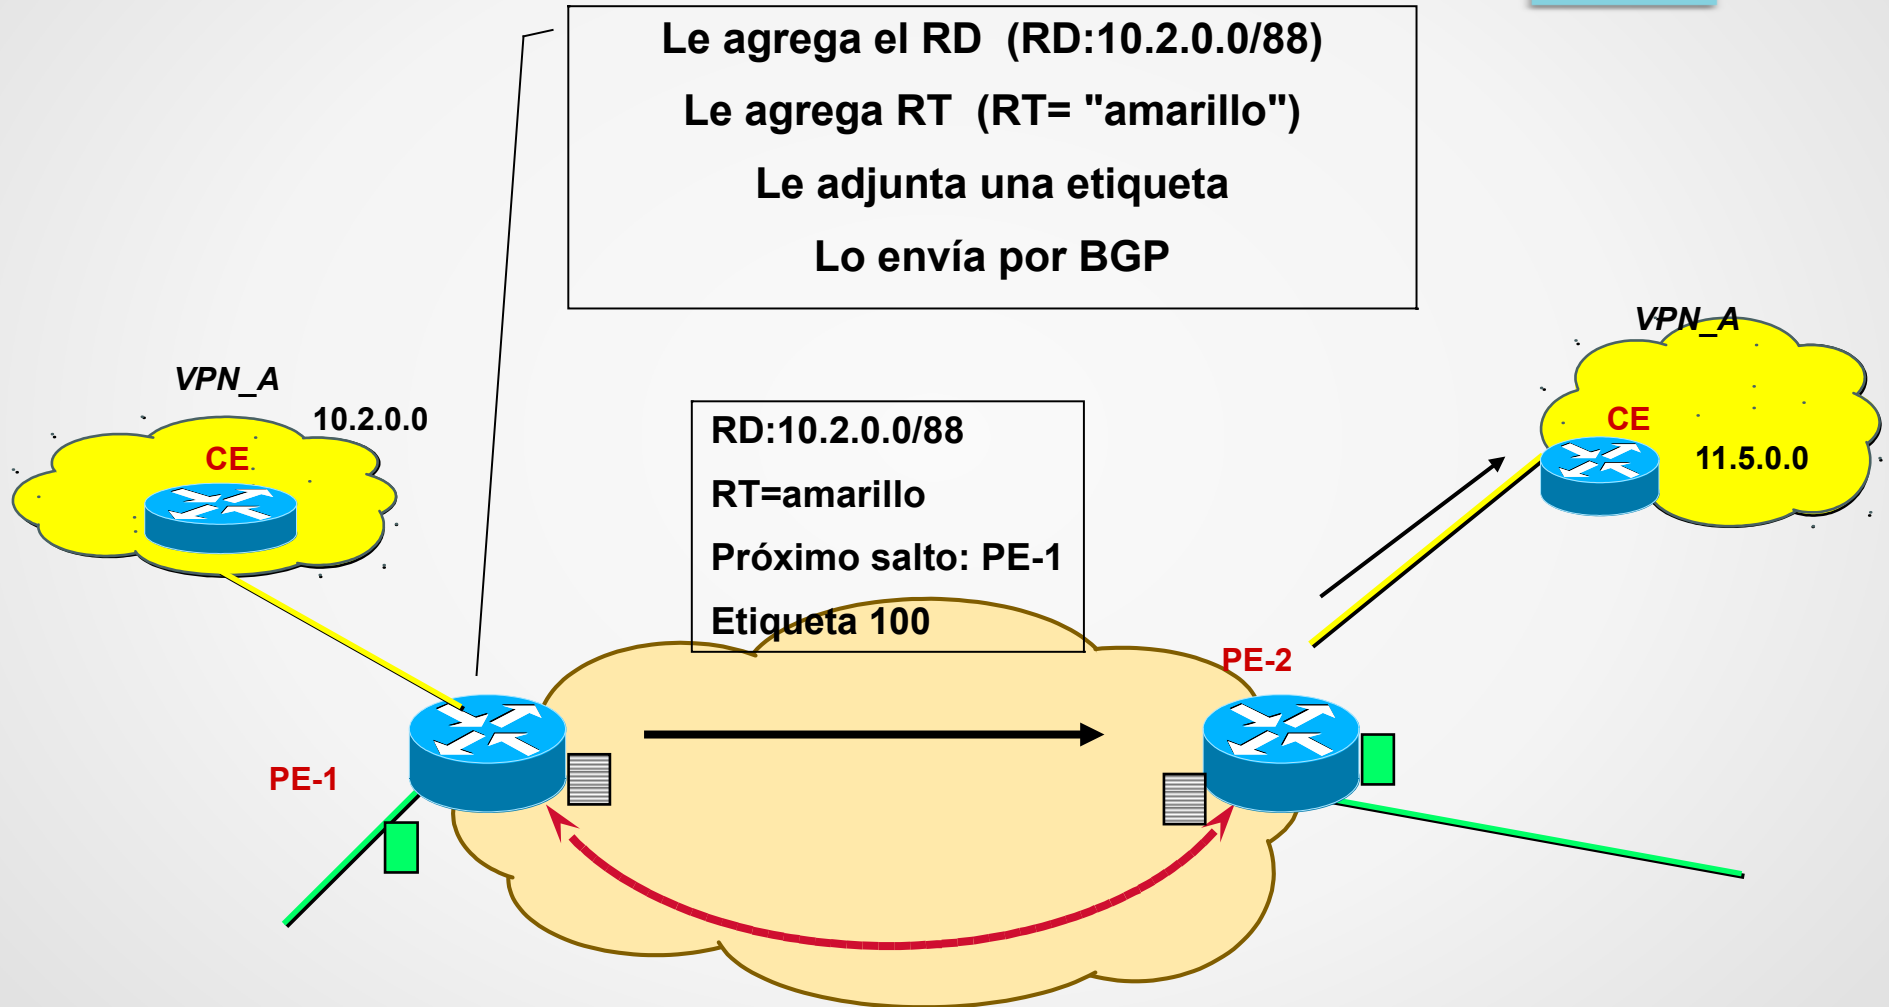 Le agrega el RD (RD:10.2.0.0/88)
Le agrega RT (RT= "amarillo")
Le adjunta una etiqueta
Lo envía por BGP
VPN_A
10.2.0.0
CE
RD:10.2.0.0/88
RT=amarillo
Próximo salto: PE-1
Etiqueta 100
VPN_A
CE
11.5.0.0
PE-2
PE-1